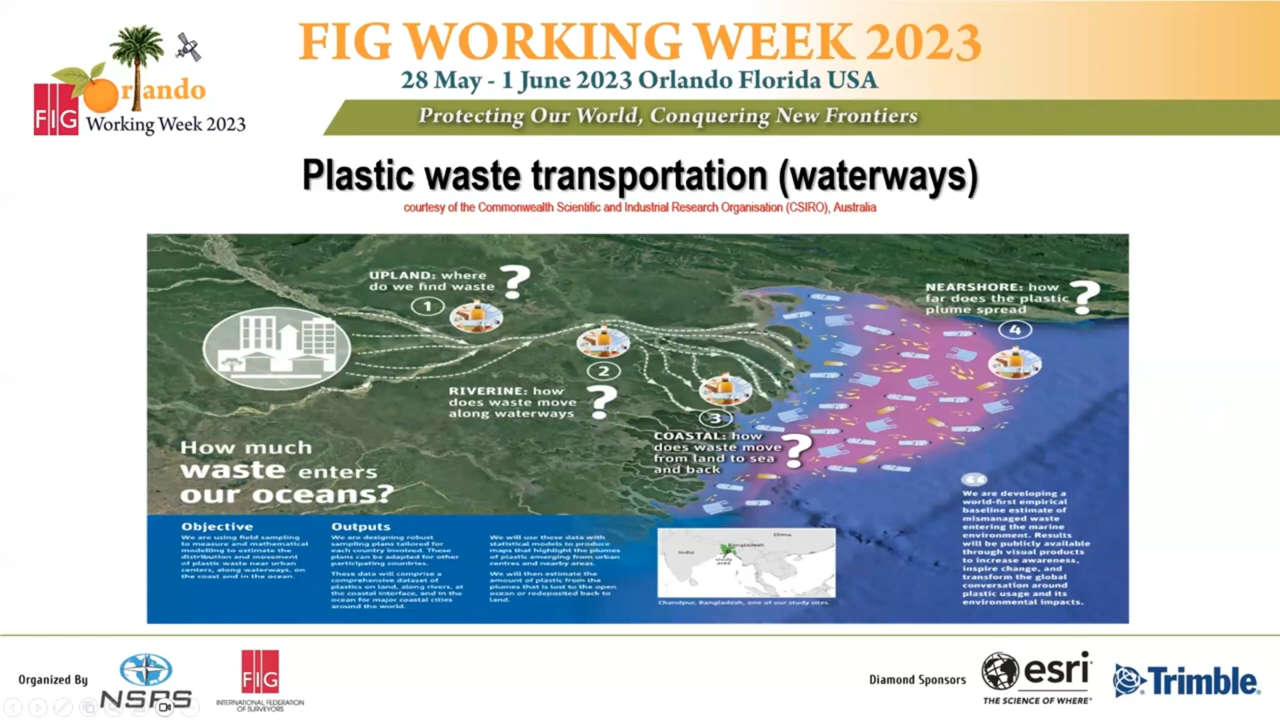 FIG WORKING WEEK 2023
28 May - 1 June 2023 Orlando Florida USA
Protecting Our World, Conquering New Frontiers
Orlando
FIG
Working Week 2023
Plastic waste transportation (waterways)
courtesy of the Commonwealth Scientific and Industrial Research Organisation (CSIRO), Australia
UPLAND: where
do we find waste
?
1
2
RIVERINE: how
does waste move
along waterways
?
3
COASTAL: how
does waste move
from land to sea
and back
?
NEARSHORE: how
far does the plastic
plume spread
?
4
How much
waste enters
our oceans?
Objective
We are using field sampling
to measure and mathematical
modelling to estimate the
distribution and movement
of plastic waste near urban
centers, along waterways, on
the coast and in the ocean.
Outputs
We are designing robust
sampling plans tailored for
each country involved. These
plans can be adapted for other
participating countries.
These data will comprise a
comprehensive dataset of
plastics on land, along rivers, at
the coastal interface, and in the
ocean for major coastal cities
around the world.
We will use these data with
statistical models to produce
maps that highlight the plumes
of plastic emerging from urban
centres and nearby areas.
We will then estimate the
amount of plastic from the
plumes that is lost to the open
ocean or redeposited back to
land.
China
India
Bangladesh
Study
area
Chandpur, Bangladesh, one of our study sites
We are developing a
world-first empirical
baseline estimate of
mismanaged waste
entering the marine
environment. Results
will be publicly available
through visual products
to increase awareness,
inspire change, and
transform the global
conversation around
plastic usage and its
environmental impacts.
Organized By
NSPS
FIG
INTERNATIONAL FEDERATION
OF SURVEYORS
Diamond Sponsors
esri
THE SCIENCE OF WHERE®
Trimble.